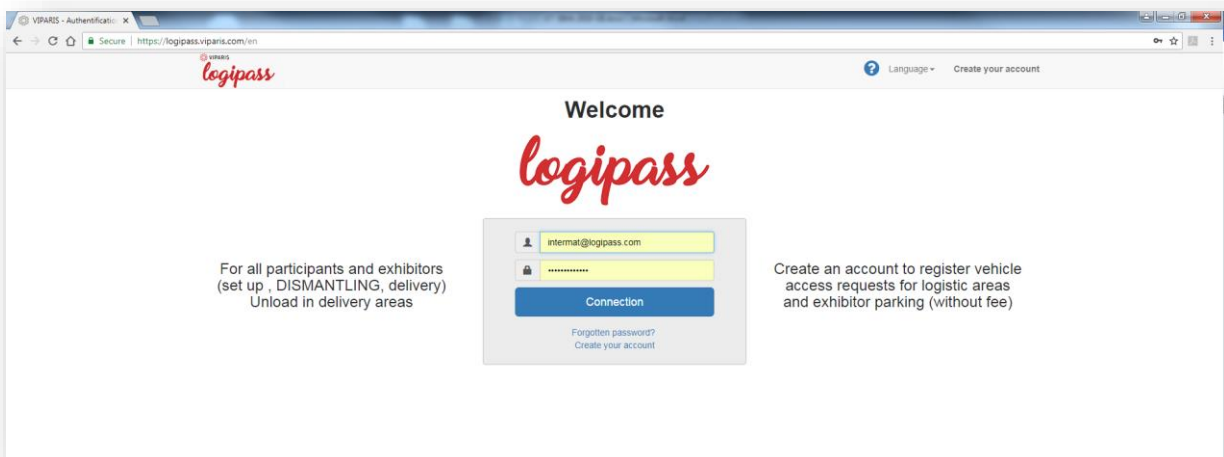 VIPARIS - Authentificatio
Secure | https://logipass.viparis.com/en
VIPARIS
logipass
Language
Create your account
Welcome
logipass
intermat@logipass.com
For all participants and exhibitors
(set up , DISMANTLING, delivery)
Unload in delivery areas
Connection
Forgotten password?
Create your account
Create an account to register vehicle
access requests for logistic areas
and exhibitor parking (without fee)